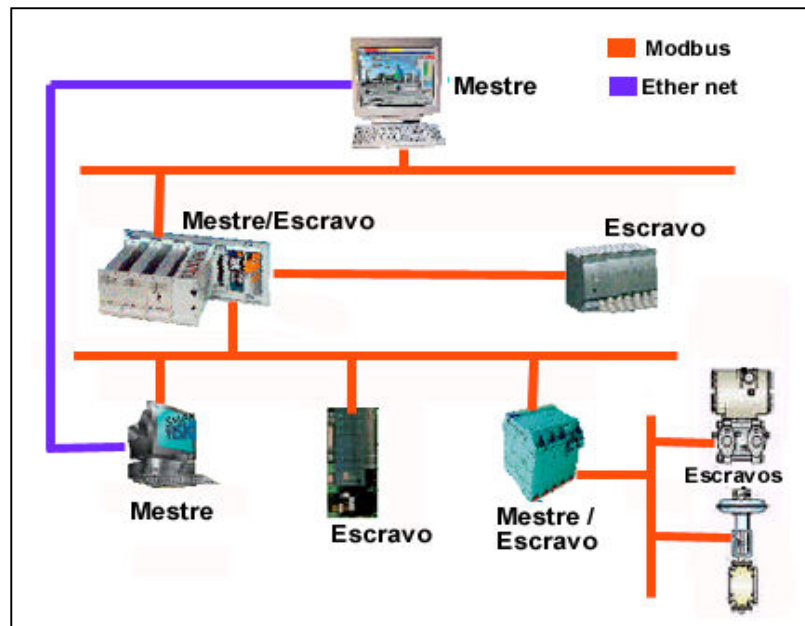 Modbus
Ether net
Mestre
Mestre/Escravo
Escravo
Mestre
Escravo
Mestre /
Escravo
Escravos